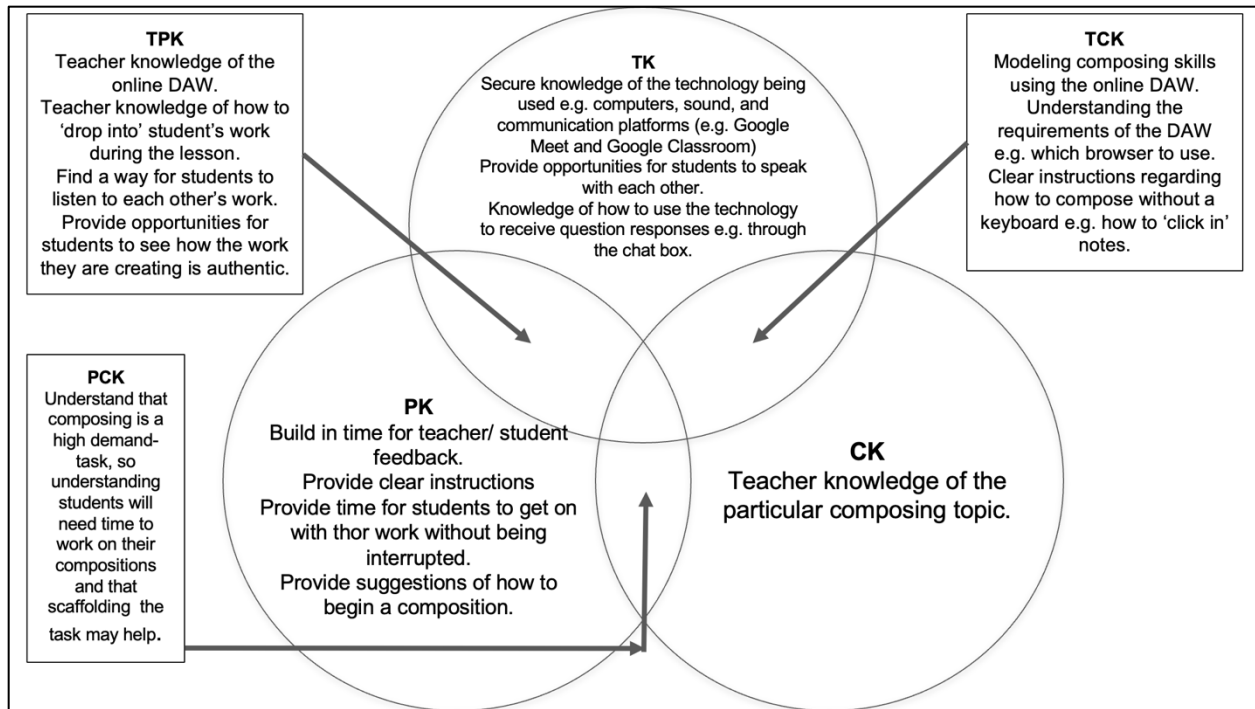 TPK
Teacher knowledge of the
online DAW.
Teacher knowledge of how to
‘drop into’ student’s work
during the lesson.
Find a way for students to
listen to each other’s work.
Provide opportunities for
students to see how the work
they are creating is authentic.
TK
Secure knowledge of the technology being
used e.g. computers, sound, and
communication platforms (e.g. Google
Meet and Google Classroom)
Provide opportunities for students to speak
with each other.
Knowledge of how to use the technology
to receive question responses e.g. through
the chat box.
TCK
Modeling composing skills
using the online DAW.
Understanding the
requirements of the DAW
e.g. which browser to use.
Clear instructions regarding
how to compose without a
keyboard e.g. how to ‘click in’
notes.
PCK
Understand that
composing is a
high demand-
task, so
understanding
students will
need time to
work on their
compositions
and that
scaffolding the
task may help.
PK
Build in time for teacher/ student
feedback.
Provide clear instructions
Provide time for students to get on
with thor work without being
interrupted.
Provide suggestions of how to
begin a composition.
CK
Teacher knowledge of the
particular composing topic.